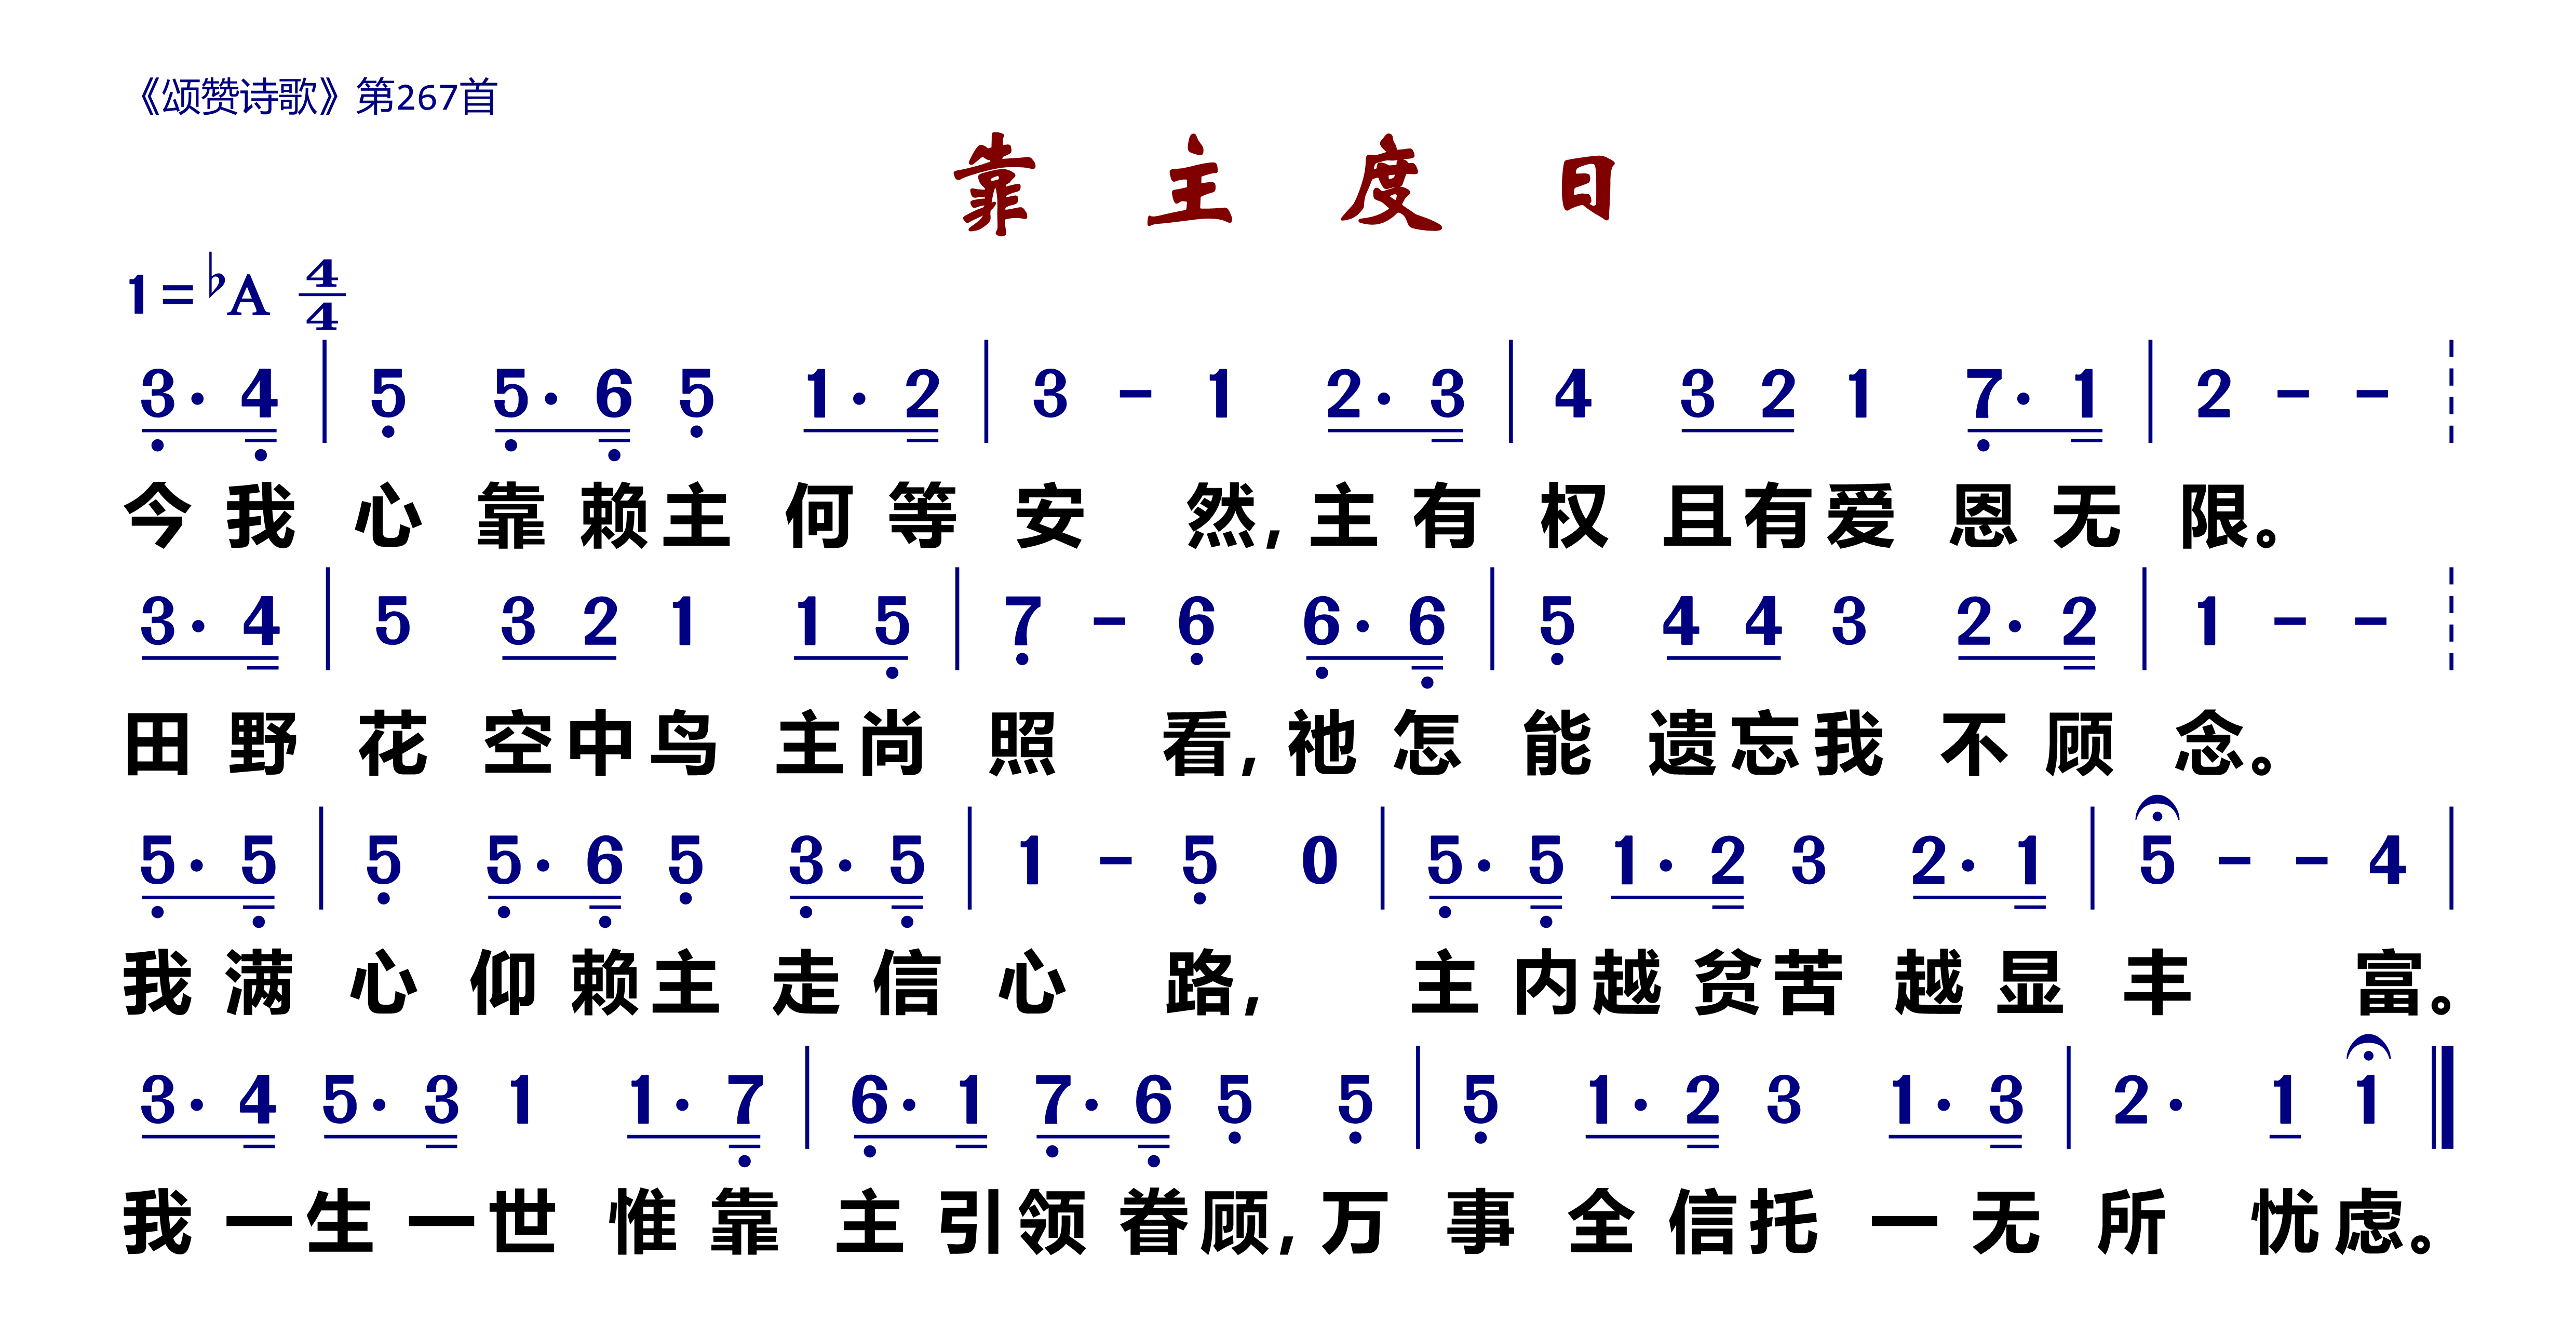 《颂赞诗歌》第267首
靠 主 度 日
1=♭A 4/4
3· 4 | 5 5· 6 5 1· 2 | 3 - 1 2· 3 | 4 3 2 1 7· 1 | 2 - - ¦
今我心靠赖主何等安然,主有权且有爱恩无限。
3· 4 | 5 3 2 1 1 5 | 7 - 6 6· 6 | 5 4 4 3 2· 2 | 1 - - ¦
田野花空中鸟主尚照看,祂怎能遗忘我不顾念。
5· 5 | 5 5· 6 5 3· 5 | 1 - 5 0 | 5· 5 1· 2 3 2· 1 | 5 - - 4 |
我满心仰赖主走信心路,主内越贫苦越显丰富。
3· 4 5· 3 1 1· 7 | 6· 1 7· 6 5 5 | 5 1· 2 3 1· 3 | 2· 1 1 ‖
我一生一世惟靠主引领眷顾,万事全信托一无所忧虑。